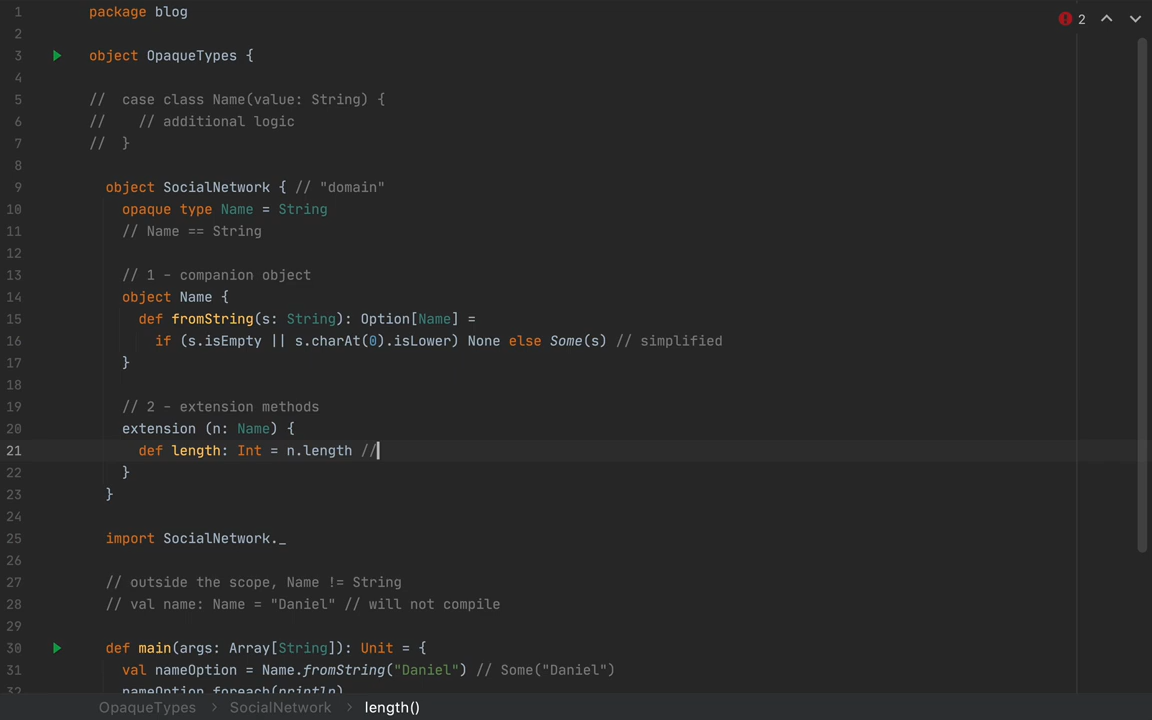 1 package blog
2
3 object OpaqueTypes {
4
5 //  case class Name(value: String) {
6 //    // additional logic
7 //  }
8
9   object SocialNetwork { // "domain"
10     opaque type Name = String
11     // Name == String
12
13     // 1 - companion object
14     object Name {
15       def fromString(s: String): Option[Name] =
16         if (s.isEmpty || s.charAt(0).isLower) None else Some(s) // simplified
17     }
18
19     // 2 - extension methods
20     extension (n: Name) {
21       def length: Int = n.length //
22     }
23   }
24
25   import SocialNetwork._
26
27   // outside the scope, Name != String
28   // val name: Name = "Daniel" // will not compile
29
30   def main(args: Array[String]): Unit = {
31     val nameOption = Name.fromString("Daniel") // Some("Daniel")
32     nameOption.foreach(println)
2
OpaqueTypes > SocialNetwork > length()